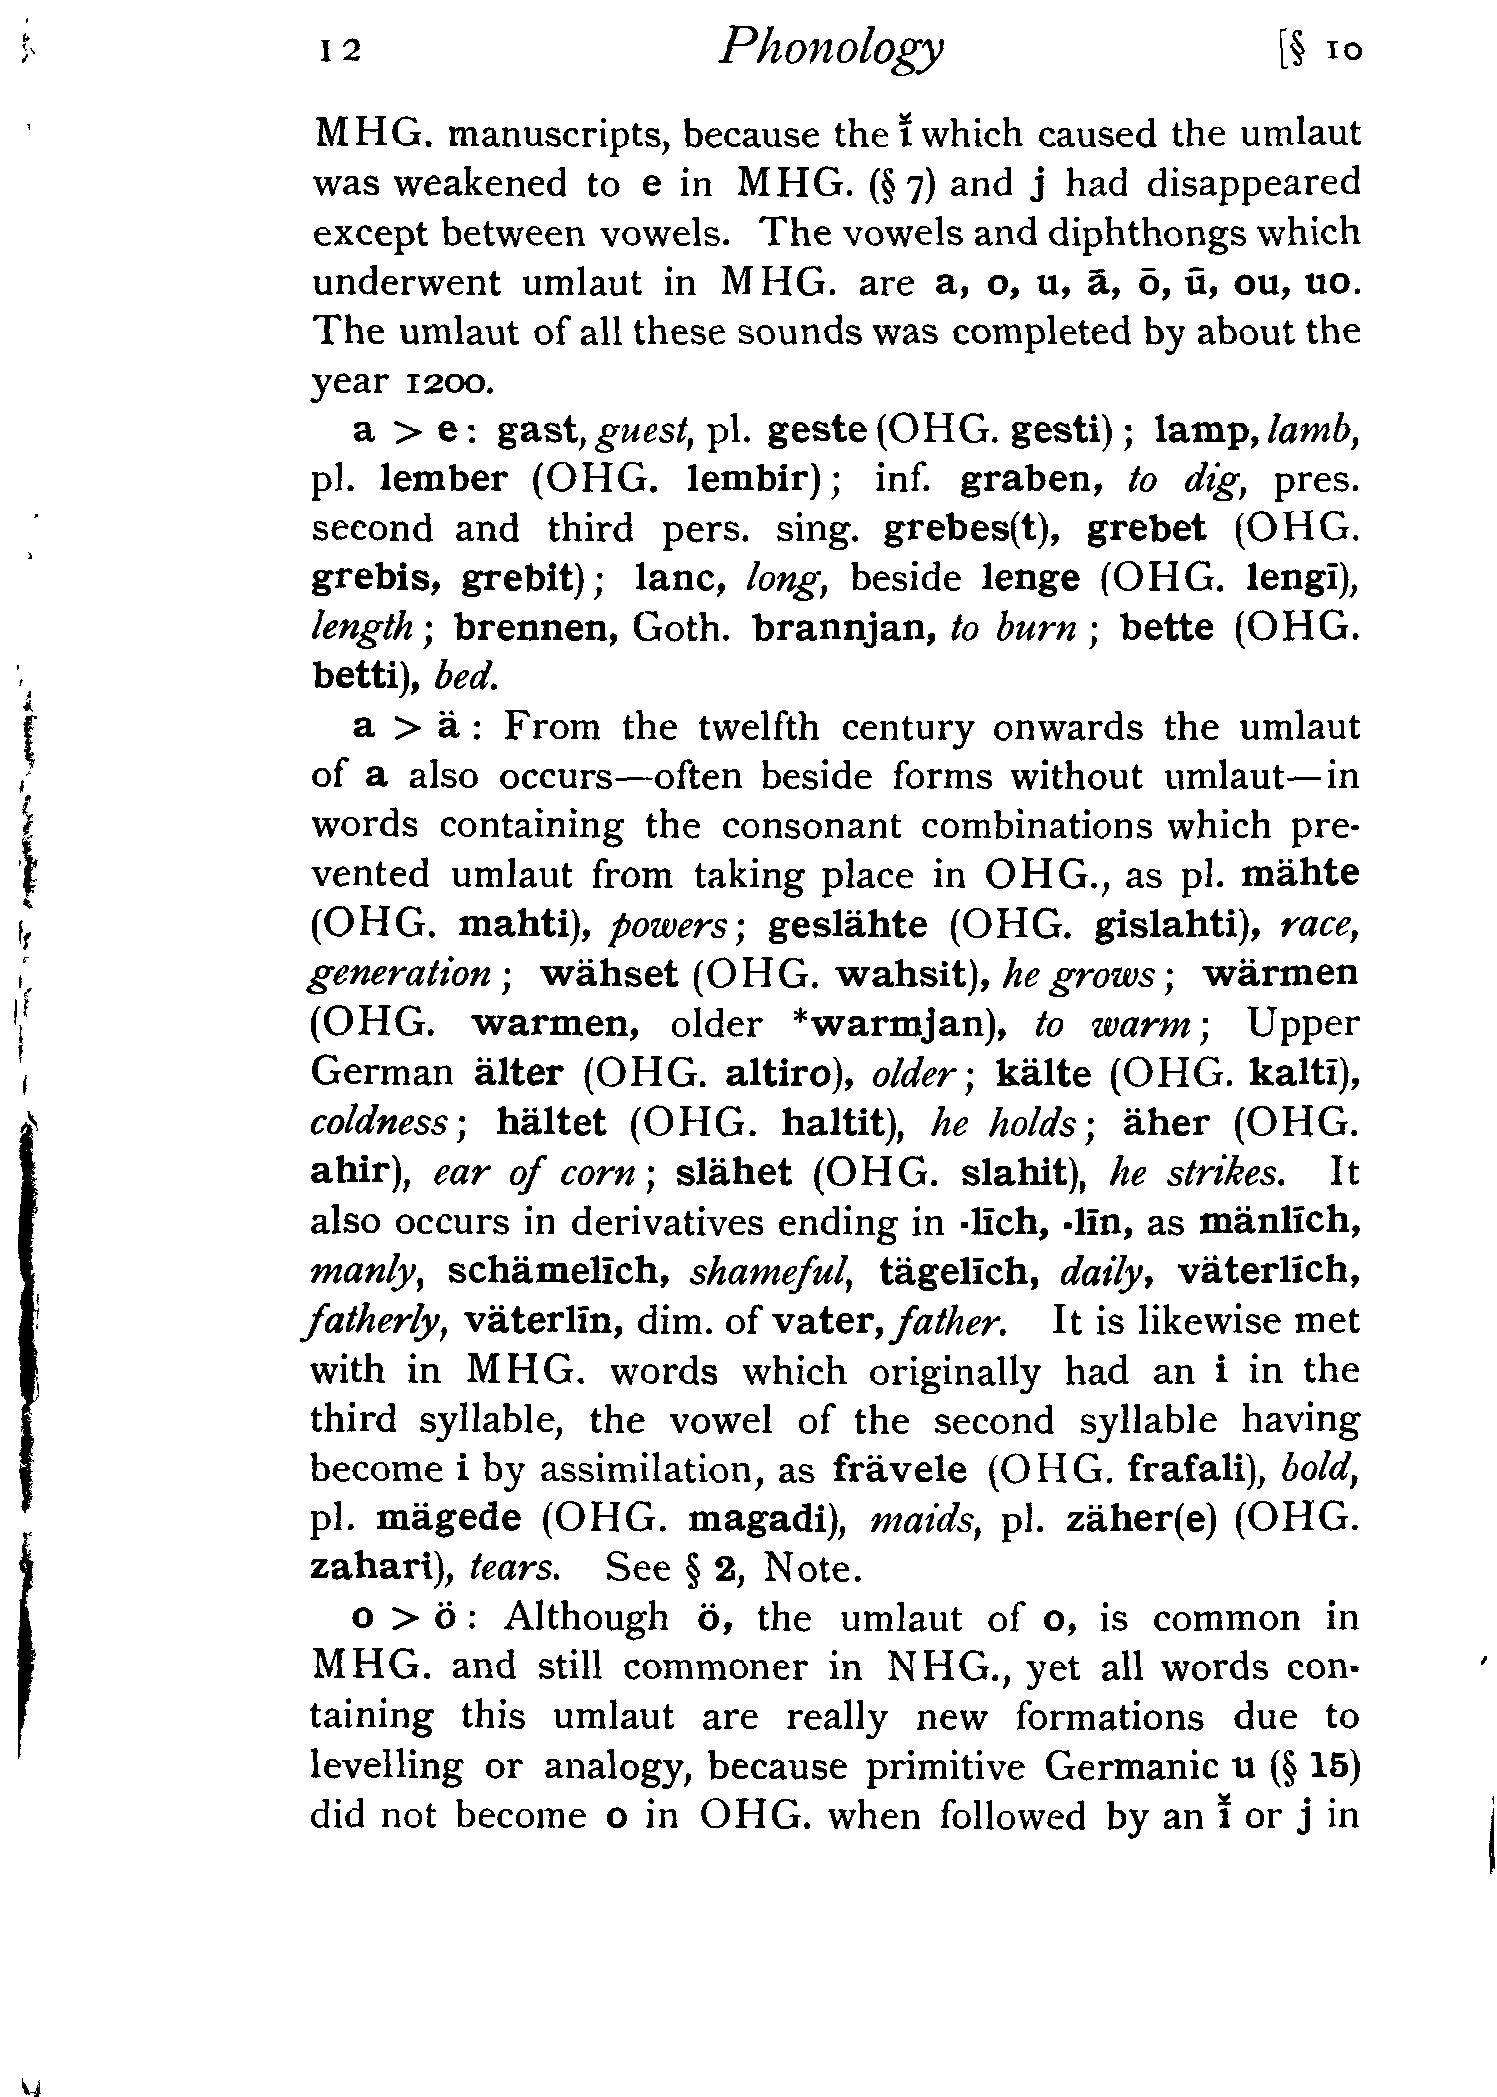 12 Phonology [§ 10
MHG. manuscripts, because the ī̆ which caused the umlaut
was weakened to e in MHG. (§ 7) and j had disappeared
except between vowels. The vowels and diphthongs which
underwent umlaut in MHG. are a, o, u, ā, ō, ū, ou, uo.
The umlaut of all these sounds was completed by about the
year 1200.
a > e: gast, guest, pl. geste (OHG. gesti); lamp, lamb,
pl. lember (OHG. lembir); inf. graben, to dig, pres.
second and third pers. sing. grebes(t), grebet (OHG.
grebis, grebit); lanc, long, beside lenge (OHG. lengī),
length; brennen, Goth. brannjan, to burn; bette (OHG.
betti), bed.
a > ä: From the twelfth century onwards the umlaut
of a also occurs—often beside forms without umlaut—in
words containing the consonant combinations which pre-
vented umlaut from taking place in OHG., as pl. mähte
(OHG. mahti), powers; geslähte (OHG. gislahti), race,
generation; wähset (OHG. wahsit), he grows; wärmen
(OHG. warmen, older *warmjan), to warm; Upper
German älter (OHG. altiro), older; kälte (OHG. kaltī),
coldness; hältet (OHG. haltit), he holds; äher (OHG.
ahir), ear of corn; slähet (OHG. slahit), he strikes. It
also occurs in derivatives ending in -līch, -līn, as mänlīch,
manly, schämelīch, shameful, tägelīch, daily, väterlīch,
fatherly, väterlīn, dim. of vater, father. It is likewise met
with in MHG. words which originally had an i in the
third syllable, the vowel of the second syllable having
become i by assimilation, as frävele (OHG. frafali), bold,
pl. mägede (OHG. magadi), maids, pl. zäher(e) (OHG.
zahari), tears. See § 2, Note.
o > ö: Although ö, the umlaut of o, is common in
MHG. and still commoner in NHG., yet all words con-
taining this umlaut are really new formations due to
levelling or analogy, because primitive Germanic u (§ 15)
did not become o in OHG. when followed by an ī̆ or j in